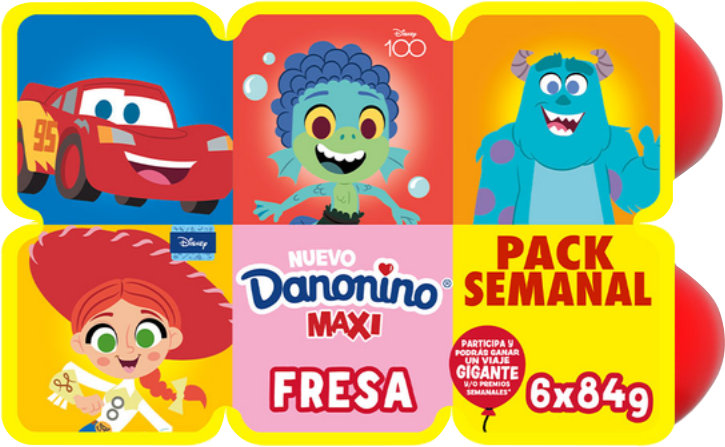 Disney
100
95
Disney
NUEVO
Danonino®
MAXI
FRESA
PACK
SEMANAL
PARTICIPA Y
PODRÁS GANAR
UN VIAJE
GIGANTE
Y/O PREMIOS
SEMANALES*
6x84g